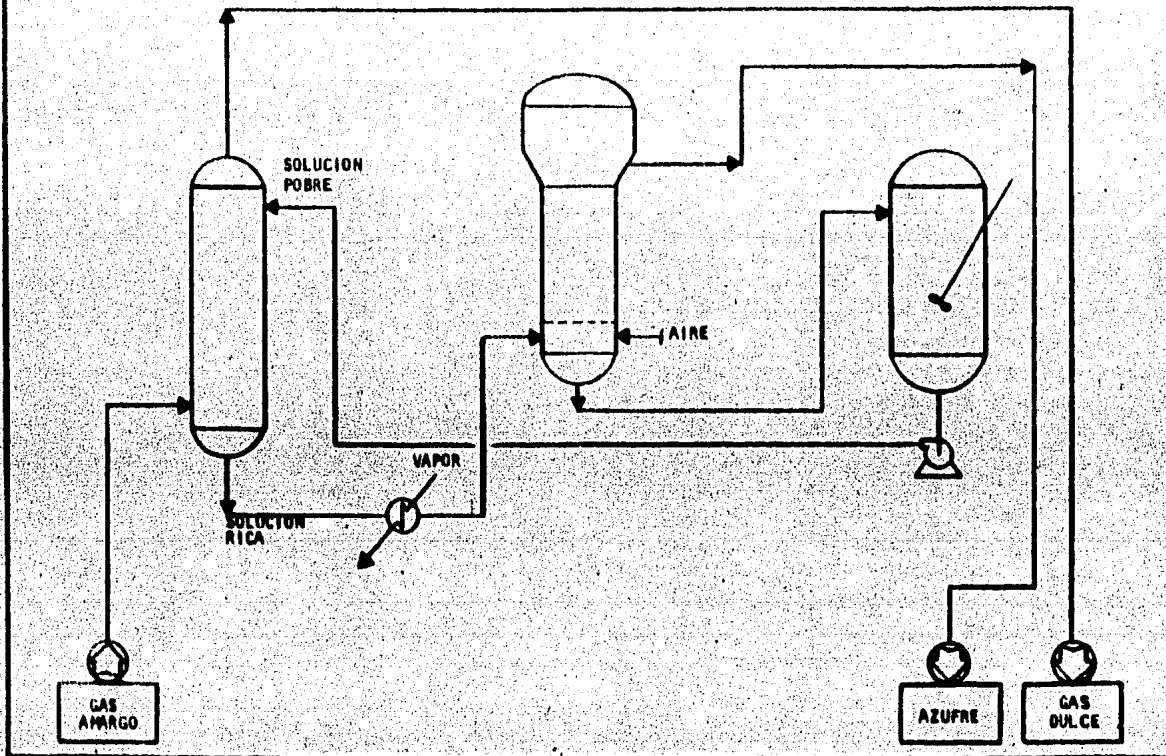 SOLUCION
POBRE
AIRE
VAPOR
SOLUCION
RICA
GAS
AMARGO
AZUFRE
GAS
DULCE